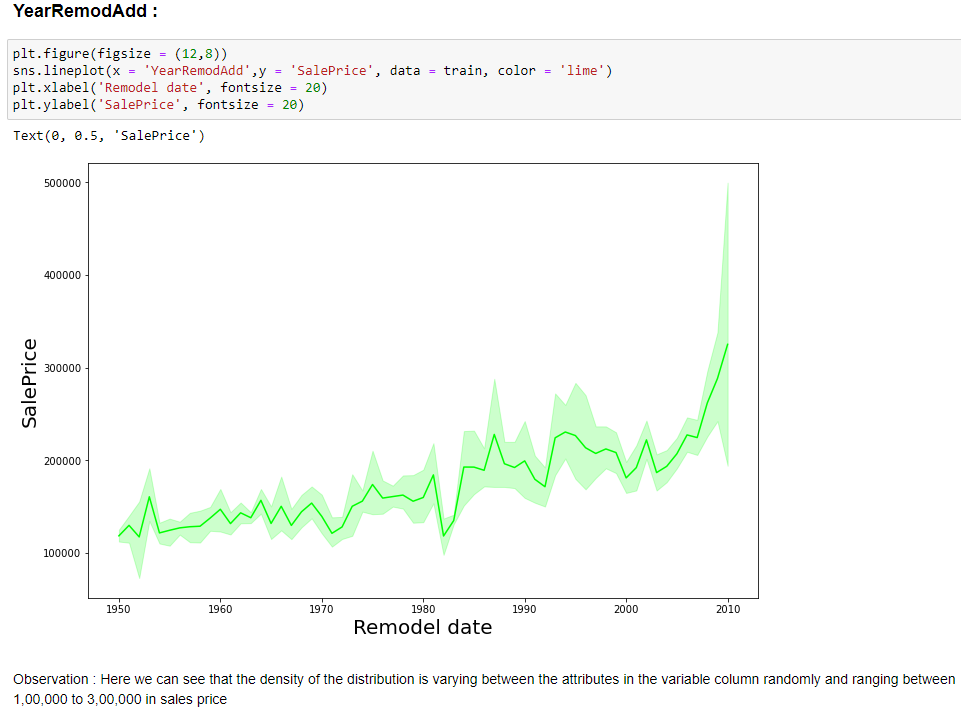 YearRemodAdd :
plt.figure(figsize = (12,8))
sns.lineplot(x = 'YearRemodAdd',y = 'SalePrice', data = train, color = 'lime')
plt.xlabel('Remodel date', fontsize = 20)
plt.ylabel('SalePrice', fontsize = 20)
Text(0, 0.5, 'SalePrice')
500000
400000
300000
200000
100000
SalePrice
1950 1960 1970 1980 1990 2000 2010
Remodel date
Observation : Here we can see that the density of the distribution is varying between the attributes in the variable column randomly and ranging between
1,00,000 to 3,00,000 in sales price